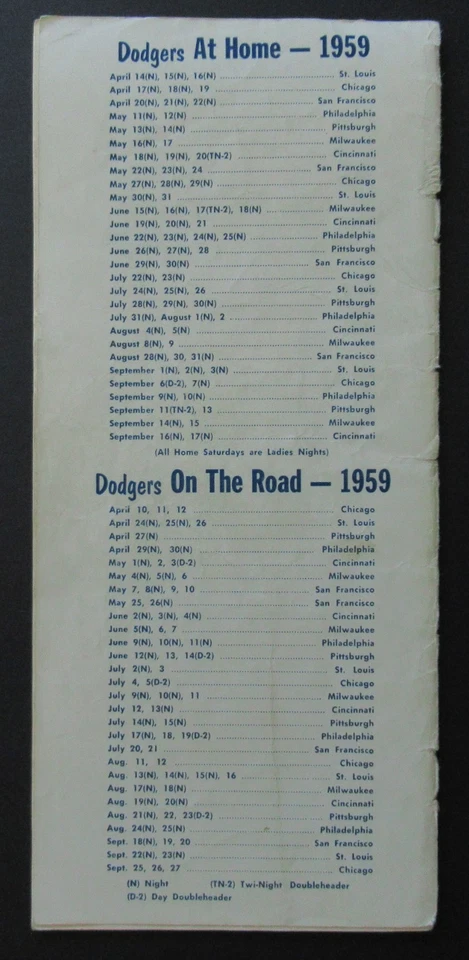 Dodgers At Home — 1959
April 14(N), 15(N), 16(N) ........ St. Louis
April 17(N), 18(N), 19 ........ Chicago
April 20(N), 21(N), 22(N) ........ San Francisco
May 11(N), 12(N) ........ Philadelphia
May 13(N), 14(N) ........ Pittsburgh
May 16(N), 17 ........ Milwaukee
May 18(N), 19(N), 20(TN-2) ........ Cincinnati
May 22(N), 23(N), 24 ........ San Francisco
May 27(N), 28(N), 29(N) ........ Chicago
May 30(N), 31 ........ St. Louis
June 15(N), 16(N), 17(TN-2), 18(N) ........ Milwaukee
June 19(N), 20(N), 21 ........ Cincinnati
June 22(N), 23(N), 24(N), 25(N) ........ Philadelphia
June 26(N), 27(N), 28 ........ Pittsburgh
June 29(N), 30(N) ........ San Francisco
July 22(N), 23(N) ........ Chicago
July 24(N), 25(N), 26 ........ St. Louis
July 28(N), 29(N), 30(N) ........ Pittsburgh
July 31(N), August 1(N), 2 ........ Philadelphia
August 4(N), 5(N) ........ Cincinnati
August 8(N), 9 ........ Milwaukee
August 28(N), 30, 31(N) ........ San Francisco
September 1(N), 2(N), 3(N) ........ St. Louis
September 6(D-2), 7(N) ........ Chicago
September 9(N), 10(N) ........ Philadelphia
September 11(TN-2), 13 ........ Pittsburgh
September 14(N), 15 ........ Milwaukee
September 16(N), 17(N) ........ Cincinnati
(All Home Saturdays are Ladies Nights)
Dodgers On The Road — 1959
April 10, 11, 12 ........ Chicago
April 24(N), 25(N), 26 ........ St. Louis
April 27(N) ........ Pittsburgh
April 29(N), 30(N) ........ Philadelphia
May 1(N), 2, 3(D-2) ........ Cincinnati
May 4(N), 5(N), 6 ........ Milwaukee
May 7, 8(N), 9, 10 ........ San Francisco
May 25, 26(N) ........ San Francisco
June 2(N), 3(N), 4(N) ........ Cincinnati
June 5(N), 6, 7 ........ Milwaukee
June 9(N), 10(N), 11(N) ........ Philadelphia
June 12(N), 13, 14(D-2) ........ Pittsburgh
July 2(N), 3 ........ St. Louis
July 4, 5(D-2) ........ Chicago
July 9(N), 10(N), 11 ........ Milwaukee
July 12, 13(N) ........ Cincinnati
July 14(N), 15(N) ........ Pittsburgh
July 17(N), 18, 19(D-2) ........ Philadelphia
July 20, 21 ........ San Francisco
Aug. 11, 12 ........ Chicago
Aug. 13(N), 14(N), 15(N), 16 ........ St. Louis
Aug. 17(N), 18(N) ........ Milwaukee
Aug. 19(N), 20(N) ........ Cincinnati
Aug. 21(N), 22, 23(D-2) ........ Pittsburgh
Aug. 24(N), 25(N) ........ Philadelphia
Sept. 18(N), 19, 20 ........ San Francisco
Sept. 22(N), 23(N) ........ St. Louis
Sept. 25, 26, 27 ........ Chicago
(N) Night (TN-2) Twi-Night Doubleheader
(D-2) Day Doubleheader